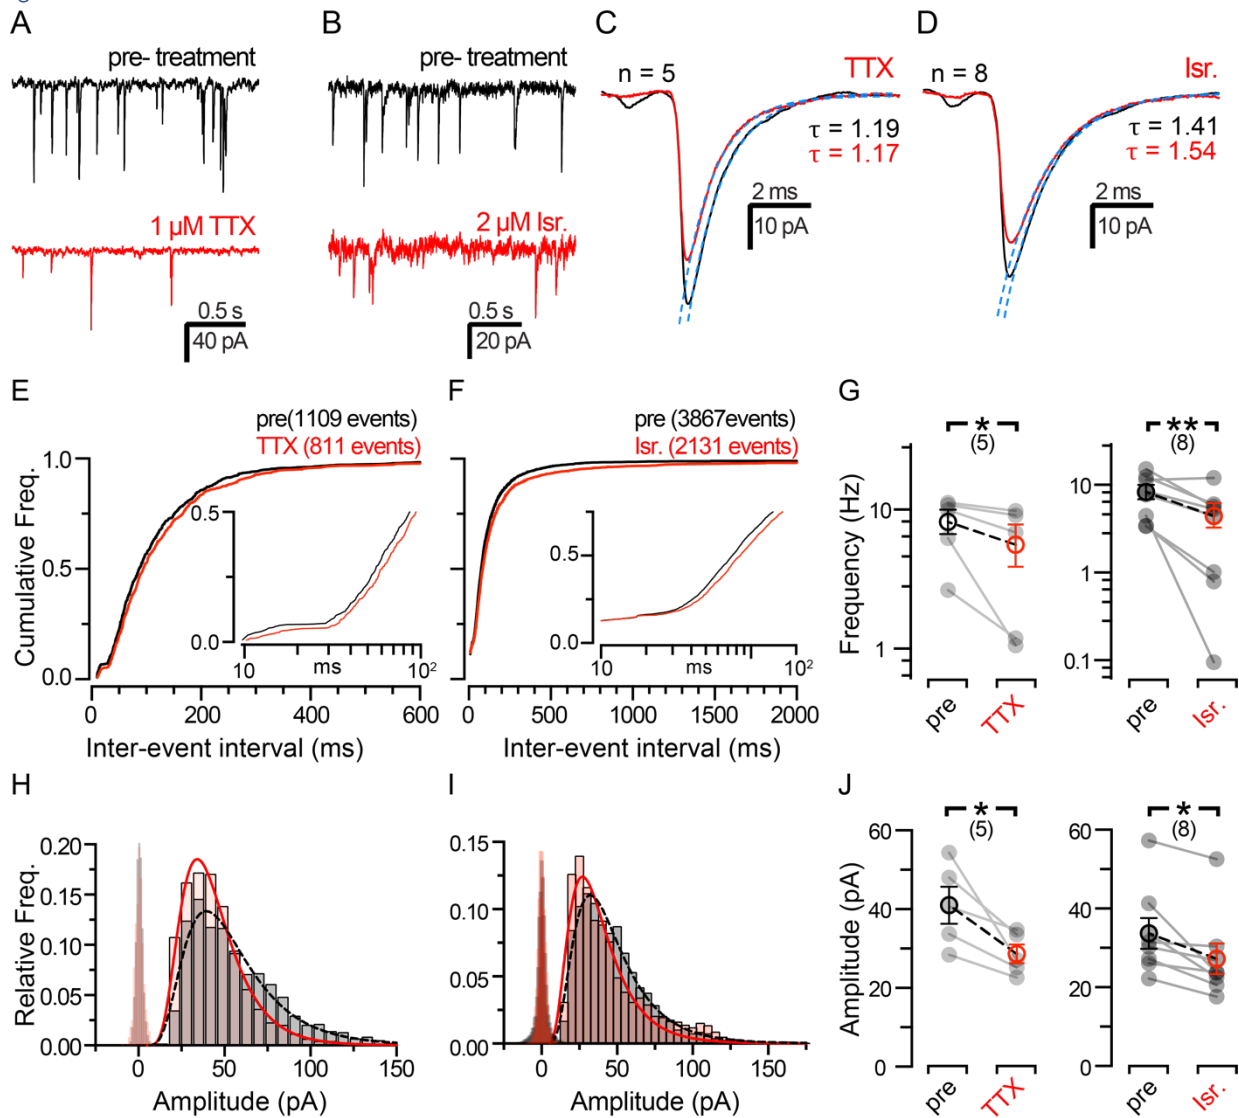 A
pre- treatment
1 μM TTX
0.5 s
40 pA
B
pre- treatment
2 μM Isr.
0.5 s
20 pA
C
n = 5
TTX
τ = 1.19
τ = 1.17
2 ms
10 pA
D
n = 8
Isr.
τ = 1.41
τ = 1.54
2 ms
10 pA
E
pre(1109 events)
TTX (811 events)
Cumulative Freq.
1.0
0.5
0.0
0.5
0.0
10
ms
10²
0
200
400
600
Inter-event interval (ms)
F
pre (3867events)
Isr. (2131 events)
0.5
0.0
10
ms
10²
0
500
1000
1500
2000
Inter-event interval (ms)
G
Frequency (Hz)
*
(5)
10
1
pre
TTX
**
(8)
10
1
0.1
pre
Isr.
H
Relative Freq.
0.20
0.15
0.10
0.05
0.00
0
50
100
150
Amplitude (pA)
I
0.15
0.10
0.05
0.00
0
50
100
150
Amplitude (pA)
J
Amplitude (pA)
*
(5)
60
40
20
0
pre
TTX
*
(8)
60
40
20
0
pre
Isr.